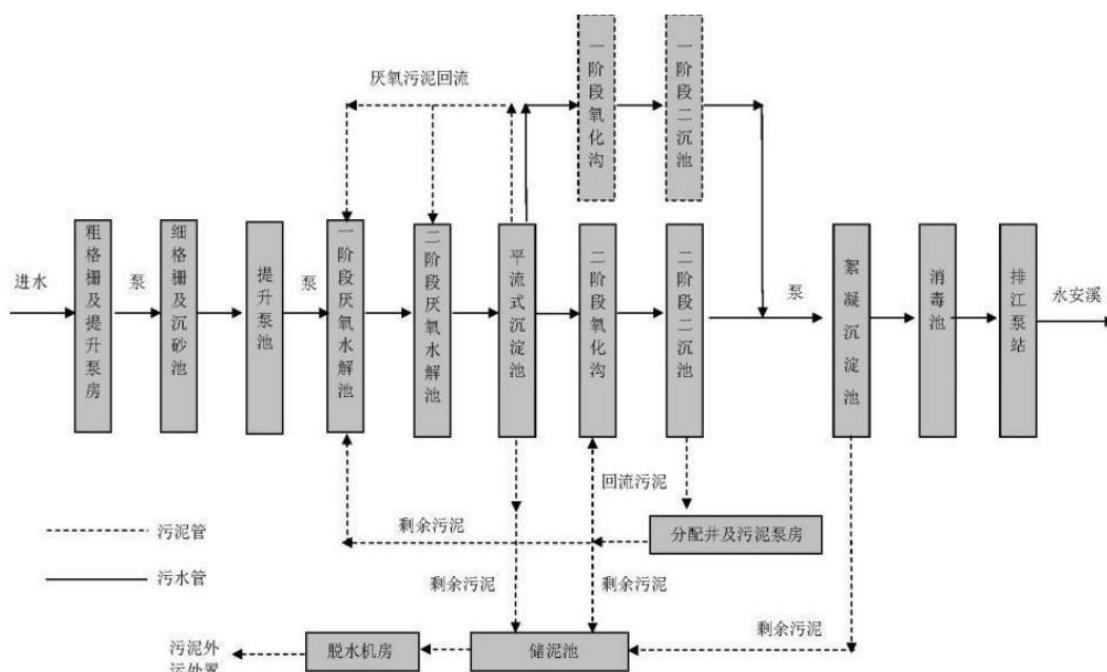 厌氧污泥回流
一阶段氧化沟
一阶段二沉池
进水
粗格栅及提升泵房
泵
细格栅及沉砂池
提升泵池
泵
一阶段厌氧水解池
二阶段厌氧水解池
平流式沉淀池
二阶段氧化沟
二阶段二沉池
泵
絮凝沉淀池
消毒池
排江泵站
永安溪
回流污泥
污泥管
剩余污泥
分配井及污泥泵房
污水管
剩余污泥
剩余污泥
剩余污泥
污泥外
运外置
脱水机房
储泥池